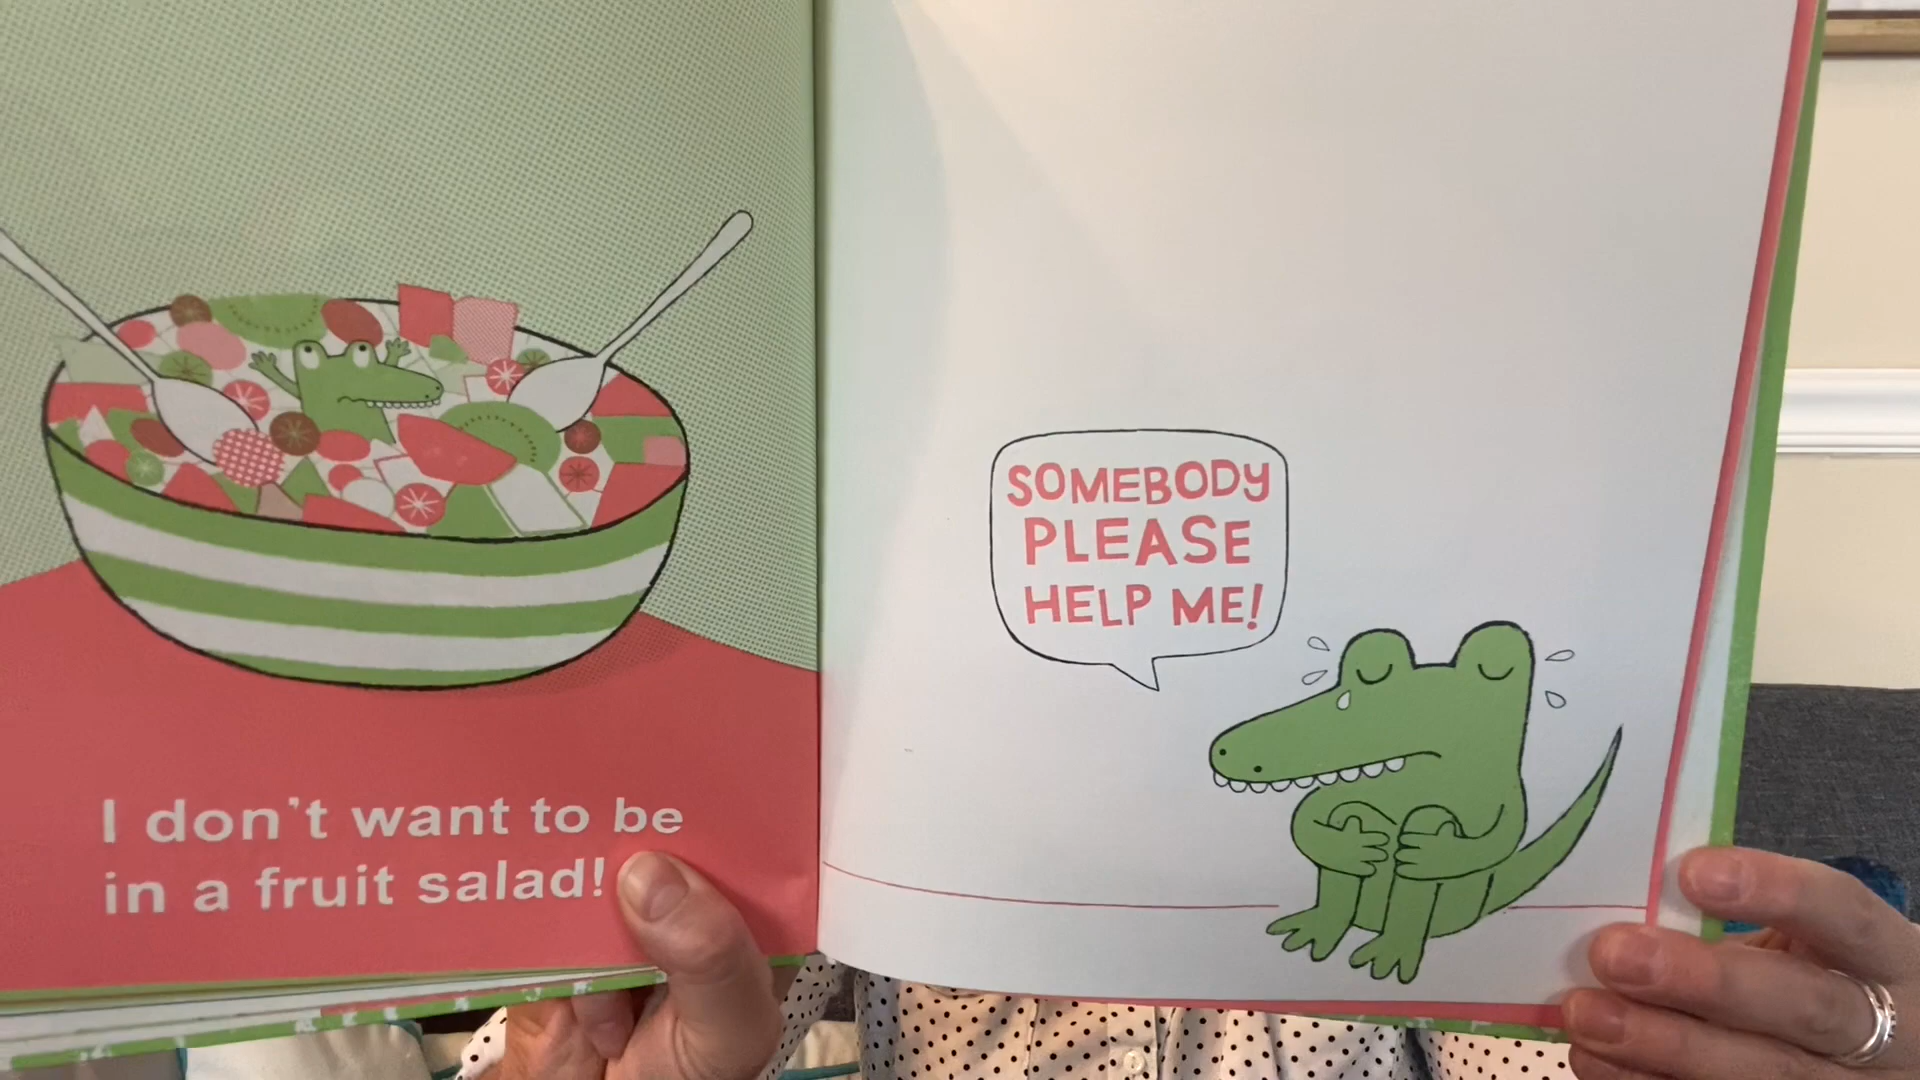 I don't want to be
in a fruit salad!
SOMEBODY
PLEASE
HELP ME!